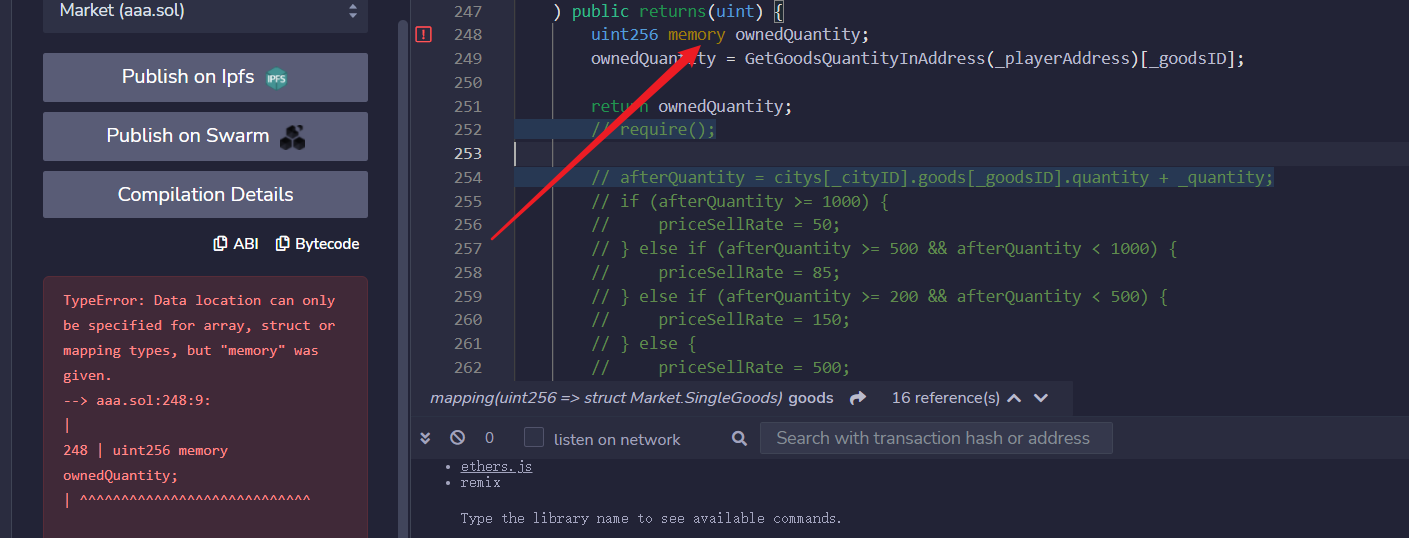 Market (aaa.sol)
Publish on Ipfs
IPFS
Publish on Swarm
Compilation Details
ABI
Bytecode
TypeError: Data location can only
be specified for array, struct or
mapping types, but "memory" was
given.
--> aaa.sol:248:9:
|
248 | uint256 memory
ownedQuantity;
| ^^^^^^^^^^^^^^^^^^^^^^^^^^^^
247 ) public returns(uint) {
248 uint256 memory ownedQuantity;
249 ownedQuantity = GetGoodsQuantityInAddress(_playerAddress)[_goodsID];
250
251 return ownedQuantity;
252 // require();
253
254 // afterQuantity = citys[_cityID].goods[_goodsID].quantity + _quantity;
255 // if (afterQuantity >= 1000) {
256 //     priceSellRate = 50;
257 // } else if (afterQuantity >= 500 && afterQuantity < 1000) {
258 //     priceSellRate = 85;
259 // } else if (afterQuantity >= 200 && afterQuantity < 500) {
260 //     priceSellRate = 150;
261 // } else {
262 //     priceSellRate = 500;
mapping(uint256 => struct Market.SingleGoods) goods 16 reference(s)
0 listen on network Search with transaction hash or address
• ethers.js
• remix
Type the library name to see available commands.